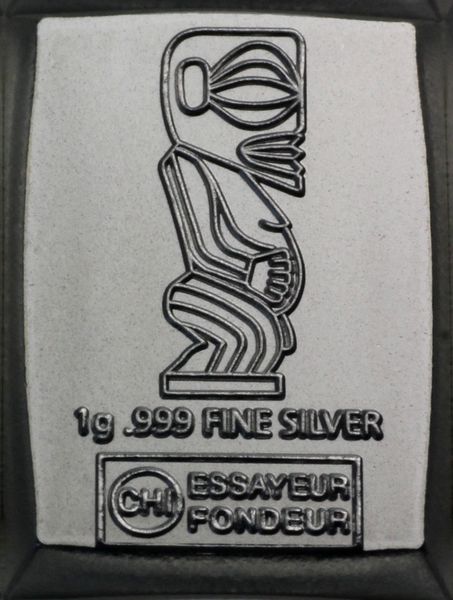 1g .999 FINE SILVER
CHI ESSAYEUR
FONDEUR